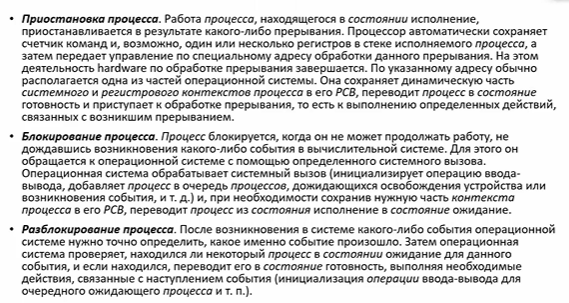 • Приостановка процесса. Работа процесса, находящегося в состоянии исполнение,
приостанавливается в результате какого-либо прерывания. Процессор автоматически сохраняет
счетчик команд и, возможно, один или несколько регистров в стеке исполняемого процесса, а
затем передает управление по специальному адресу обработки данного прерывания. На этом
деятельность hardware по обработке прерывания завершается. По указанному адресу обычно
располагается одна из частей операционной системы. Она сохраняет динамическую часть
системного и регистрового контекстов процесса в его PCB, переводит процесс в состояние
готовность и приступает к обработке прерывания, то есть к выполнению определенных действий,
связанных с возникшим прерыванием.
• Блокирование процесса. Процесс блокируется, когда он не может продолжать работу, не
дождавшись возникновения какого-либо события в вычислительной системе. Для этого он
обращается к операционной системе с помощью определенного системного вызова.
Операционная система обрабатывает системный вызов (инициализирует операцию ввода-
вывода, добавляет процесс в очередь процессов, дожидающихся освобождения устройства или
возникновения события, и т. д.) и, при необходимости сохранив нужную часть контекста
процесса в его PCB, переводит процесс из состояния исполнение в состояние ожидание.
• Разблокирование процесса. После возникновения в системе какого-либо события операционной
системе нужно точно определить, какое именно событие произошло. Затем операционная
система проверяет, находился ли некоторый процесс в состоянии ожидание для данного
события, и если находился, переводит его в состояние готовность, выполняя необходимые
действия, связанные с наступлением события (инициализация операции ввода-вывода для
очередного ожидающего процесса и т. п.).